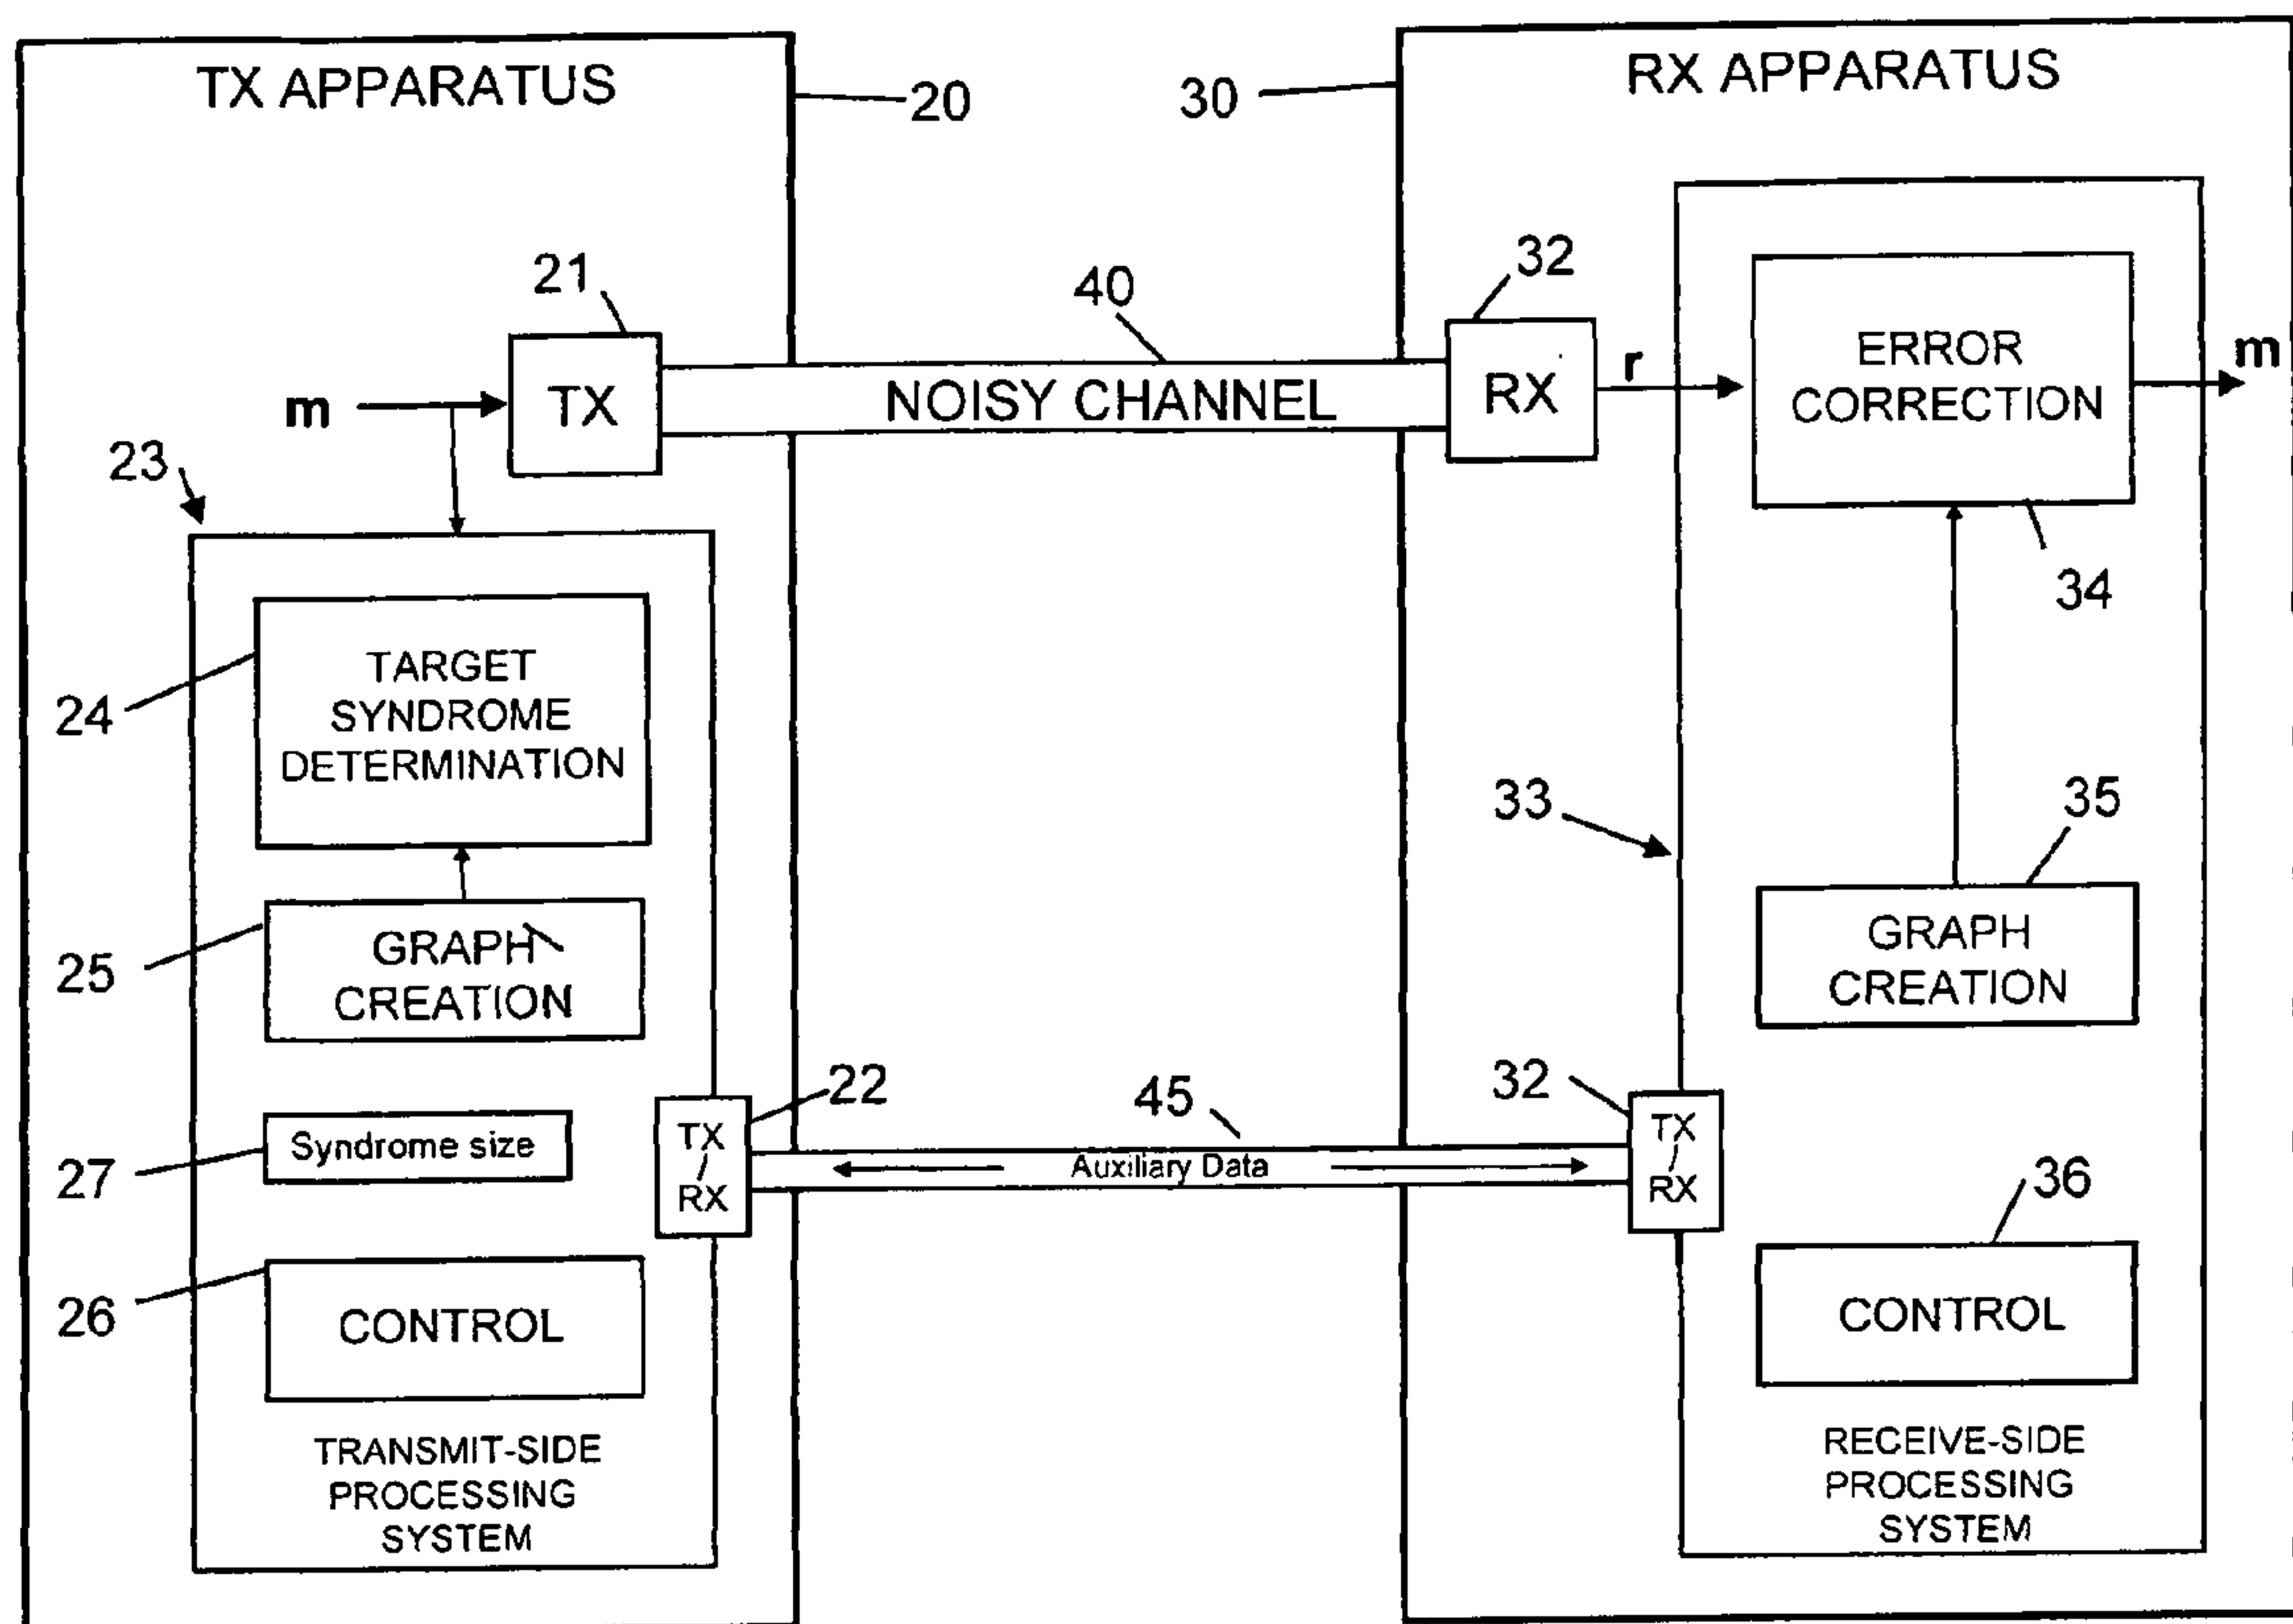 TX APPARATUS
20
30
RX APPARATUS
21
40
32
m
TX
NOISY CHANNEL
RX
r
ERROR
CORRECTION
m
23
34
24
TARGET
SYNDROME
DETERMINATION
33
35
25
GRAPH
CREATION
GRAPH
CREATION
22
45
32
27
Syndrome size
TX
/
RX
Auxiliary Data
TX
/
RX
36
26
CONTROL
CONTROL
TRANSMIT-SIDE
PROCESSING
SYSTEM
RECEIVE-SIDE
PROCESSING
SYSTEM